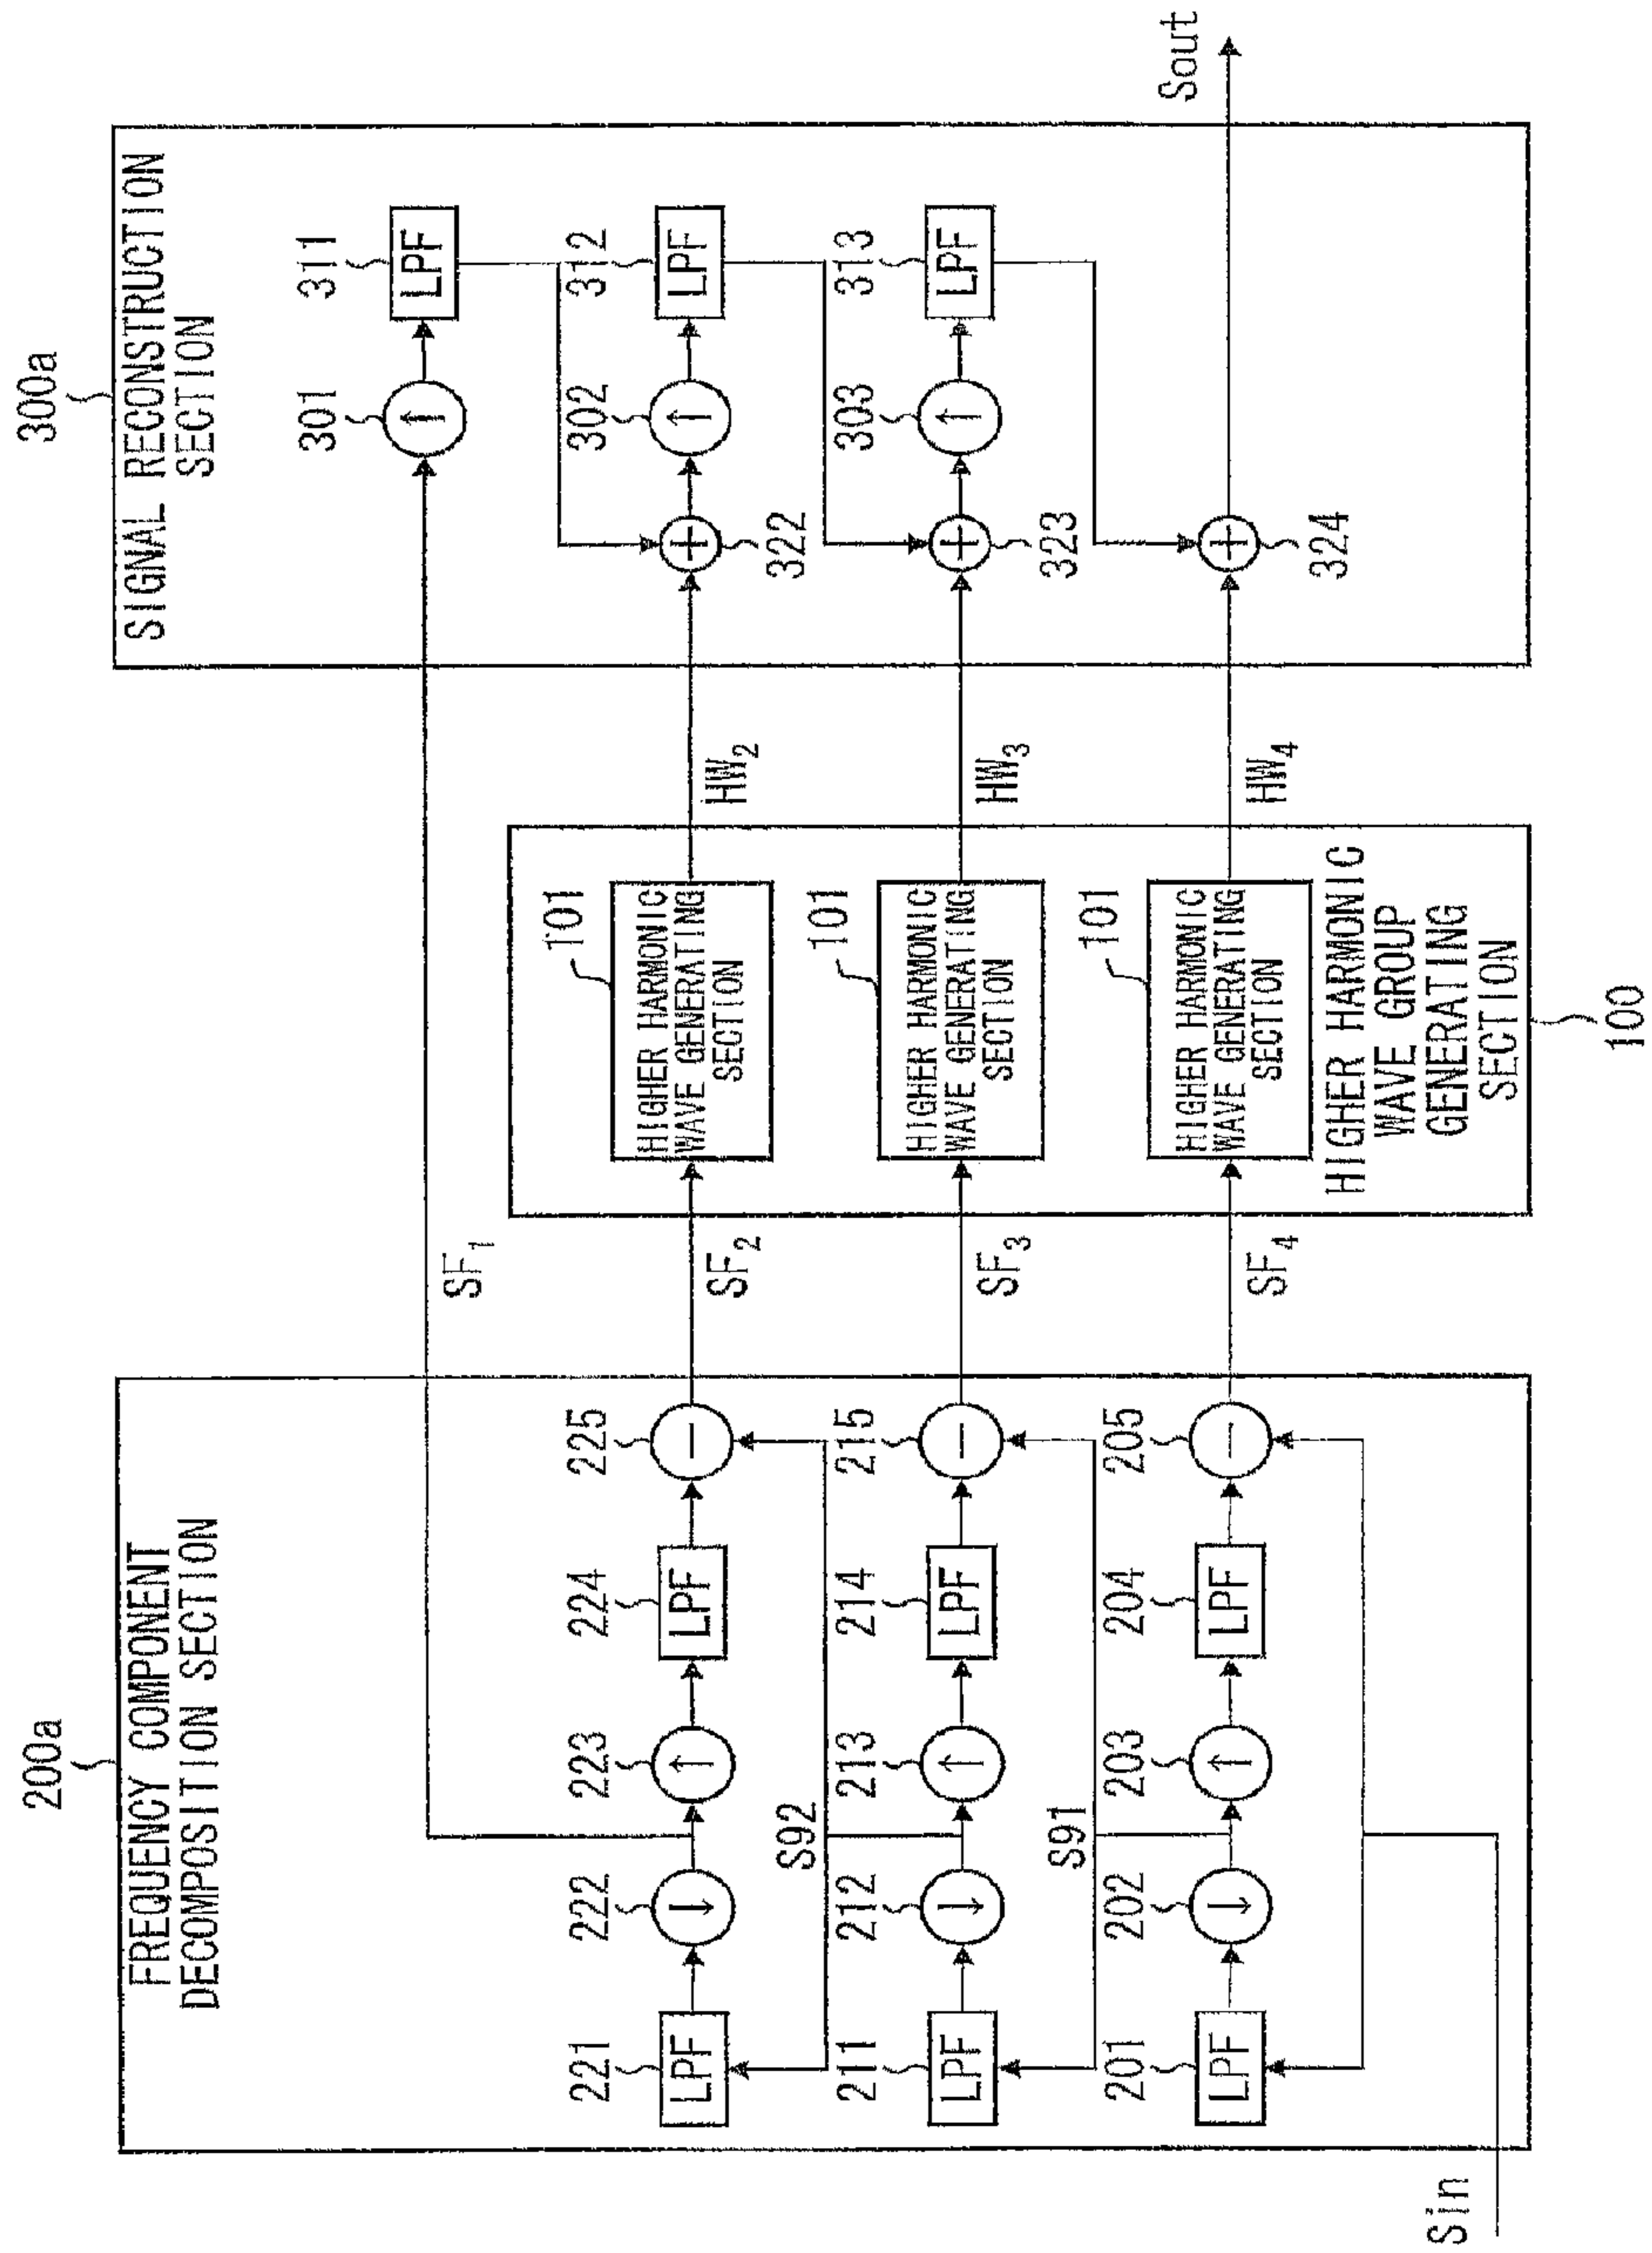 200a
FREQUENCY COMPONENT
DECOMPOSITION SECTION
221
LPF
222
↓
223
↑
224
LPF
225
−
S92
211
LPF
212
↓
213
↑
214
LPF
215
−
S91
201
LPF
202
↓
203
↑
204
LPF
205
−
Sin
SF1
SF2
SF3
SF4
101
HIGHER HARMONIC
WAVE GENERATING
SECTION
101
HIGHER HARMONIC
WAVE GENERATING
SECTION
101
HIGHER HARMONIC
WAVE GENERATING
SECTION
HIGHER HARMONIC
WAVE GROUP
GENERATING
SECTION
100
HW2
HW3
HW4
300a
SIGNAL RECONSTRUCTION
SECTION
301
↑
311
LPF
322
+
302
↑
312
LPF
323
+
303
↑
313
LPF
324
+
Sout